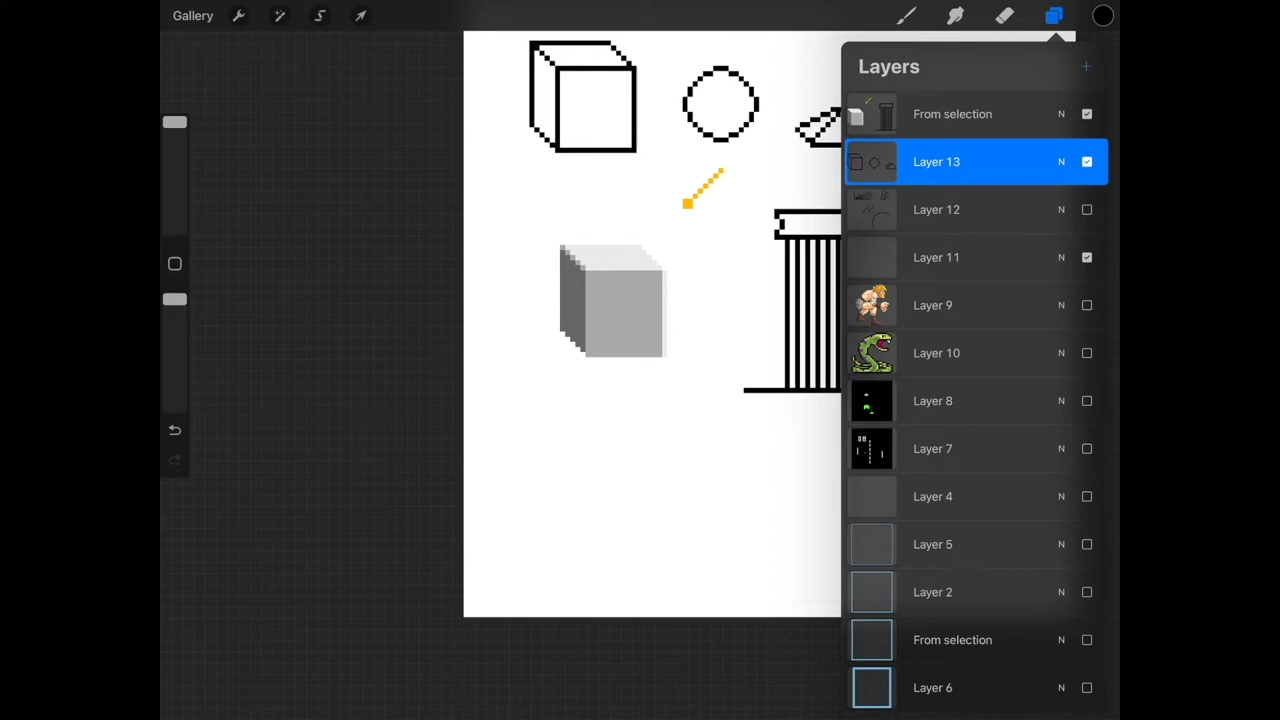 Gallery
Layers
From selection N
Layer 13 N
Layer 12 N
Layer 11 N
Layer 9 N
Layer 10 N
Layer 8 N
Layer 7 N
Layer 4 N
Layer 5 N
Layer 2 N
From selection N
Layer 6 N